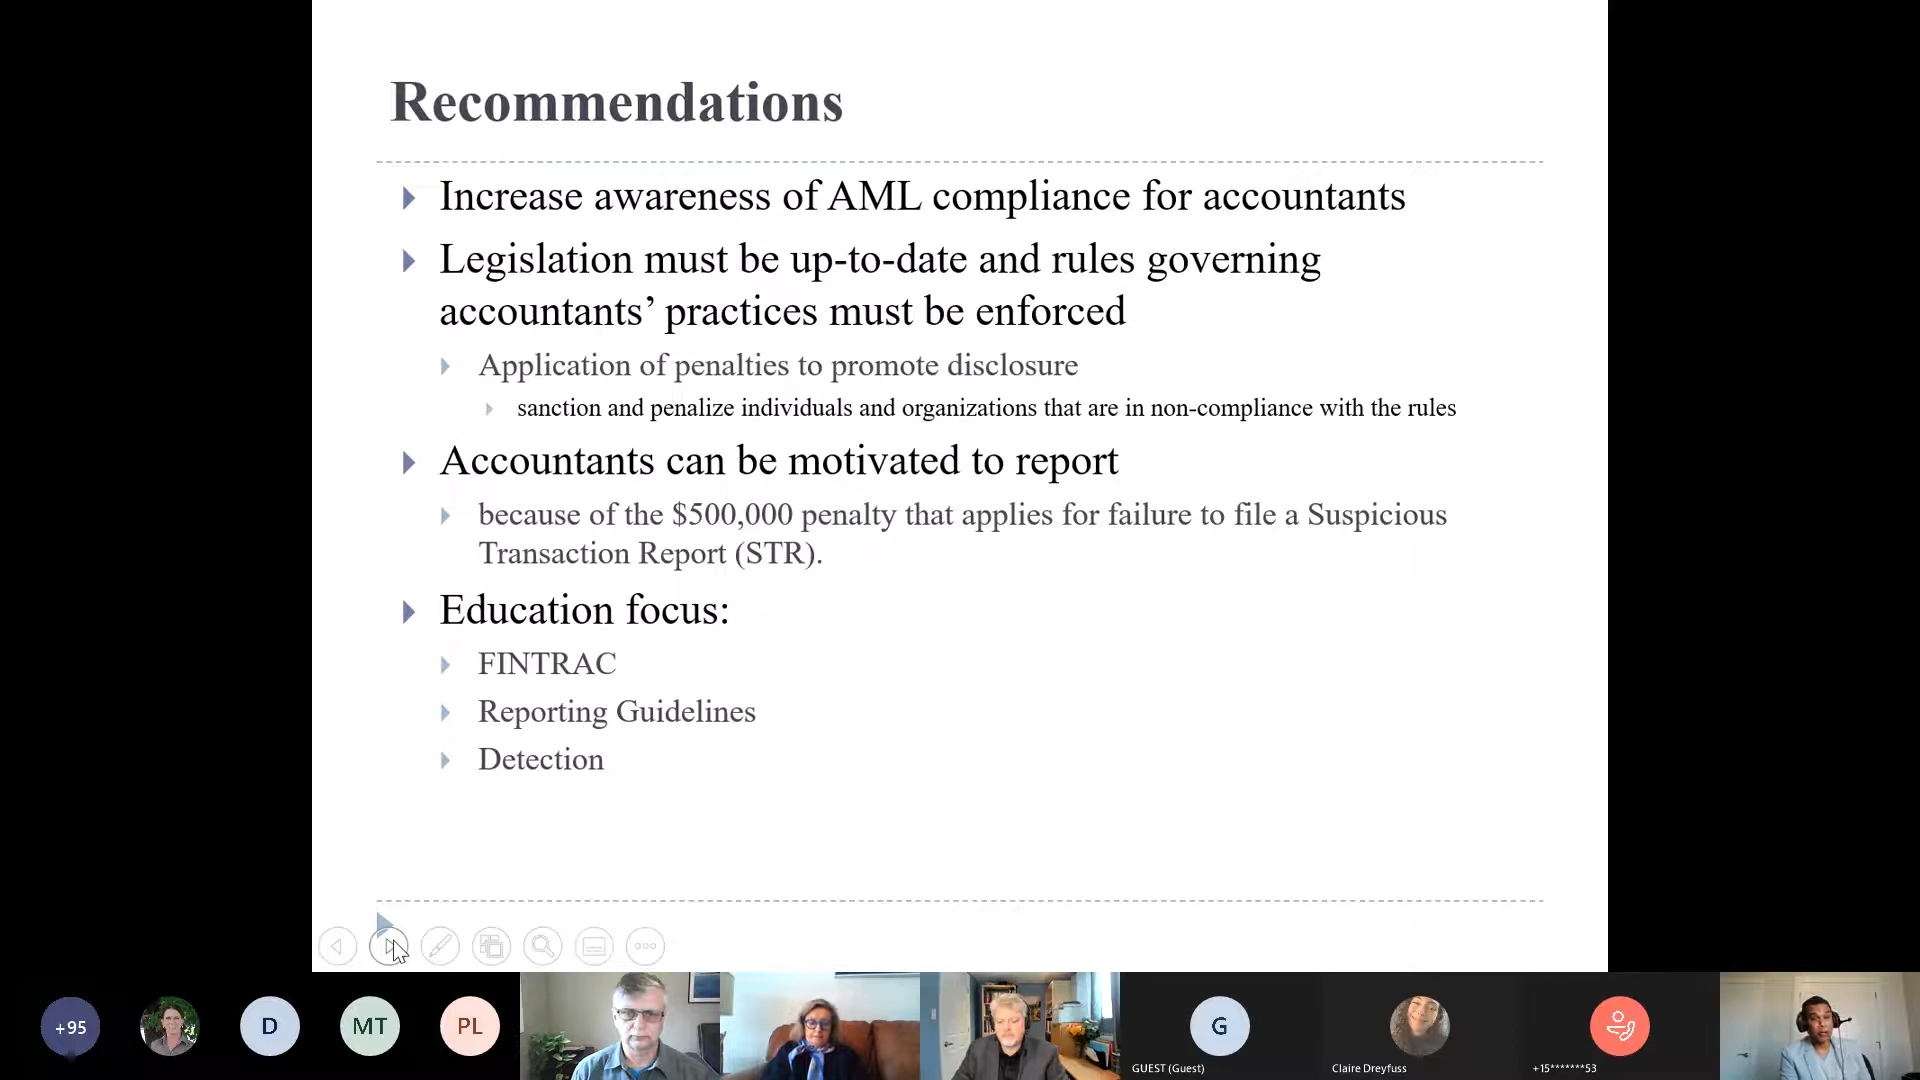 Recommendations
Increase awareness of AML compliance for accountants
Legislation must be up-to-date and rules governing
accountants’ practices must be enforced
Application of penalties to promote disclosure
sanction and penalize individuals and organizations that are in non-compliance with the rules
Accountants can be motivated to report
because of the $500,000 penalty that applies for failure to file a Suspicious
Transaction Report (STR).
Education focus:
FINTRAC
Reporting Guidelines
Detection
+95
D
MT
PL
G
GUEST (Guest)
Claire Dreyfuss
+15*******53